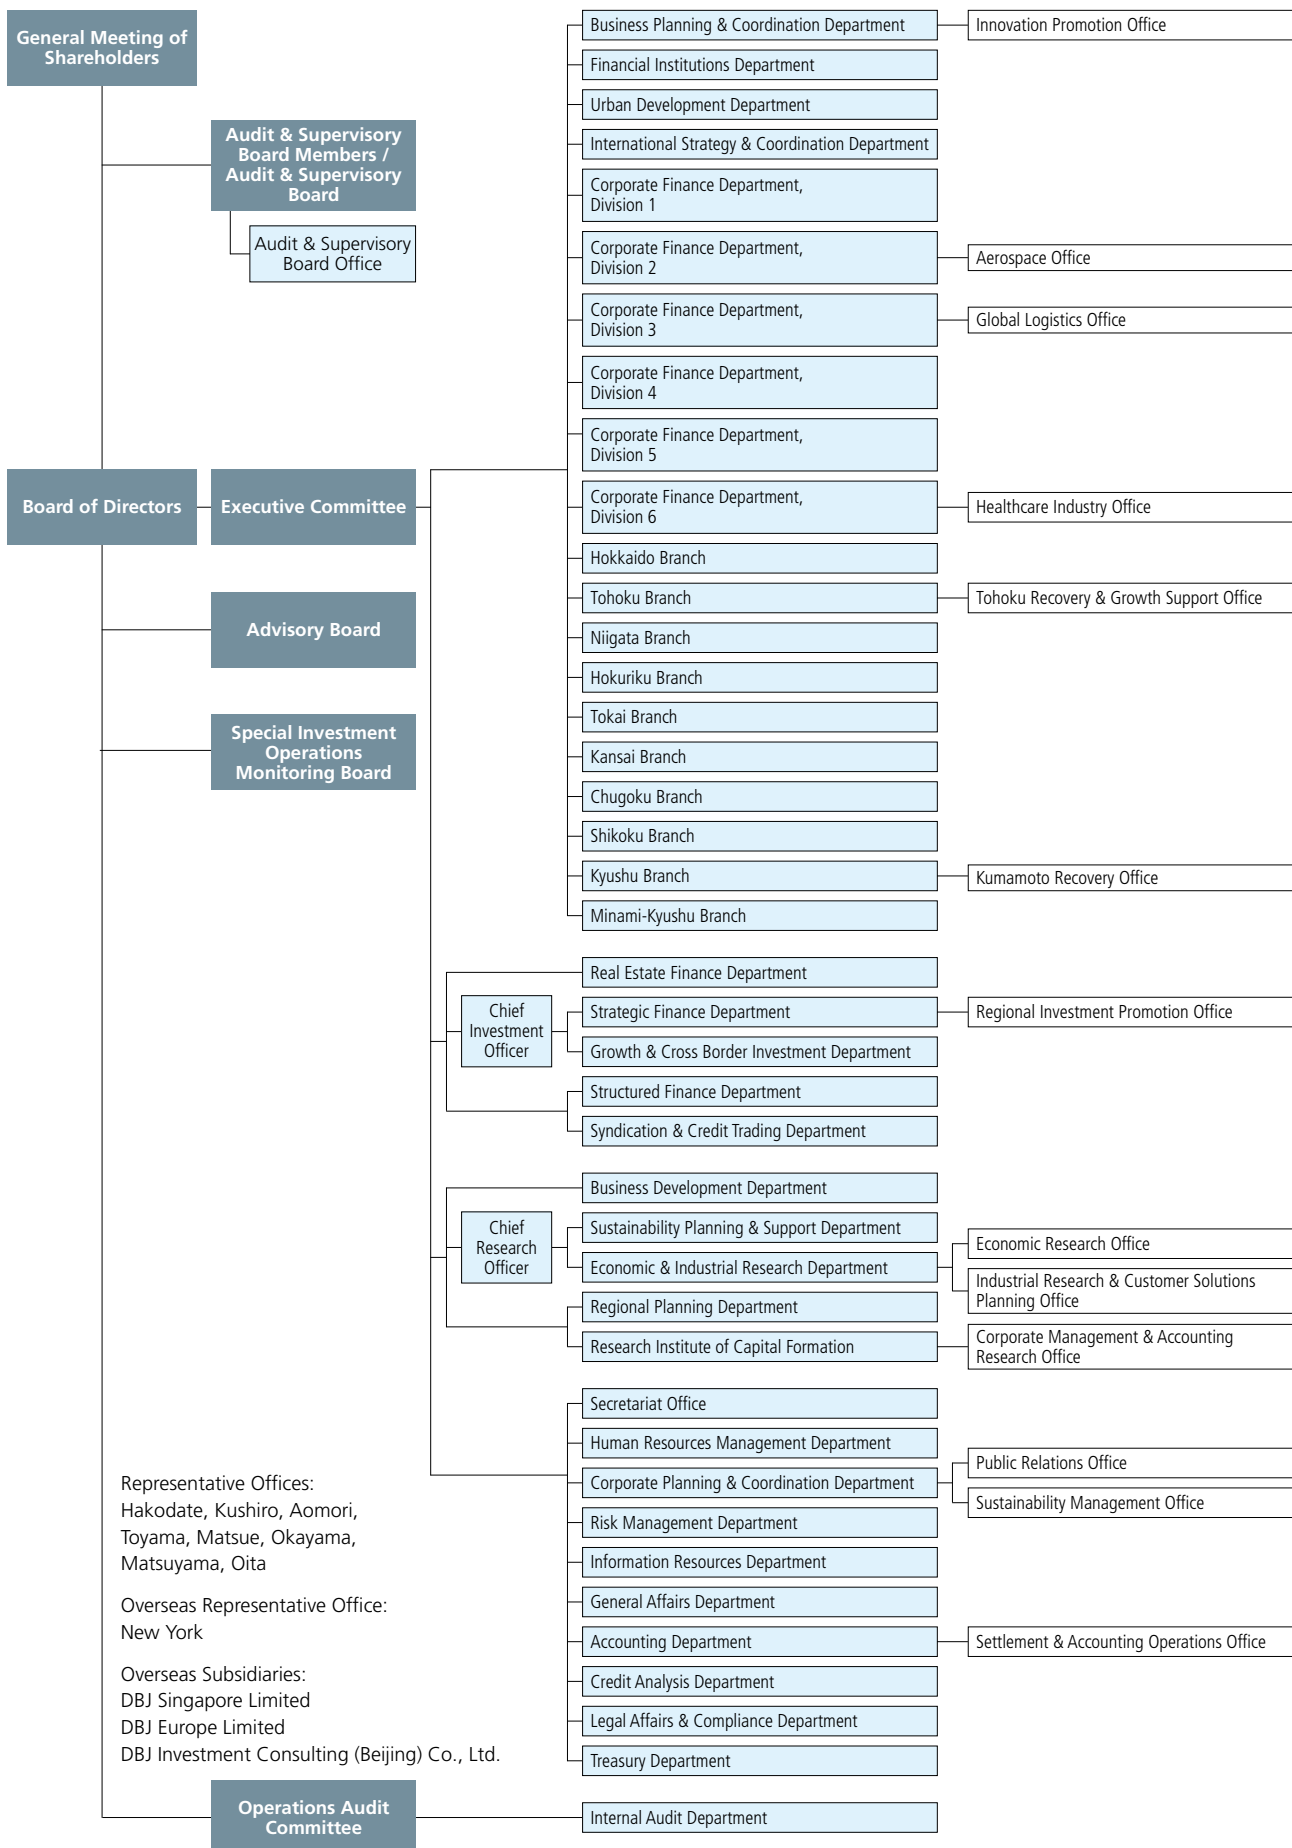 General Meeting of
Shareholders
Audit & Supervisory
Board Members /
Audit & Supervisory
Board
Audit & Supervisory
Board Office
Board of Directors
Executive Committee
Advisory Board
Special Investment
Operations
Monitoring Board
Business Planning & Coordination Department
Innovation Promotion Office
Financial Institutions Department
Urban Development Department
International Strategy & Coordination Department
Corporate Finance Department,
Division 1
Corporate Finance Department,
Division 2
Aerospace Office
Corporate Finance Department,
Division 3
Global Logistics Office
Corporate Finance Department,
Division 4
Corporate Finance Department,
Division 5
Corporate Finance Department,
Division 6
Healthcare Industry Office
Hokkaido Branch
Tohoku Branch
Tohoku Recovery & Growth Support Office
Niigata Branch
Hokuriku Branch
Tokai Branch
Kansai Branch
Chugoku Branch
Shikoku Branch
Kyushu Branch
Kumamoto Recovery Office
Minami-Kyushu Branch
Real Estate Finance Department
Chief
Investment
Officer
Strategic Finance Department
Regional Investment Promotion Office
Growth & Cross Border Investment Department
Structured Finance Department
Syndication & Credit Trading Department
Business Development Department
Chief
Research
Officer
Sustainability Planning & Support Department
Economic & Industrial Research Department
Economic Research Office
Industrial Research & Customer Solutions
Planning Office
Regional Planning Department
Research Institute of Capital Formation
Corporate Management & Accounting
Research Office
Secretariat Office
Human Resources Management Department
Corporate Planning & Coordination Department
Public Relations Office
Sustainability Management Office
Risk Management Department
Information Resources Department
General Affairs Department
Accounting Department
Settlement & Accounting Operations Office
Credit Analysis Department
Legal Affairs & Compliance Department
Treasury Department
Representative Offices:
Hakodate, Kushiro, Aomori,
Toyama, Matsue, Okayama,
Matsuyama, Oita
Overseas Representative Office:
New York
Overseas Subsidiaries:
DBJ Singapore Limited
DBJ Europe Limited
DBJ Investment Consulting (Beijing) Co., Ltd.
Operations Audit
Committee
Internal Audit Department